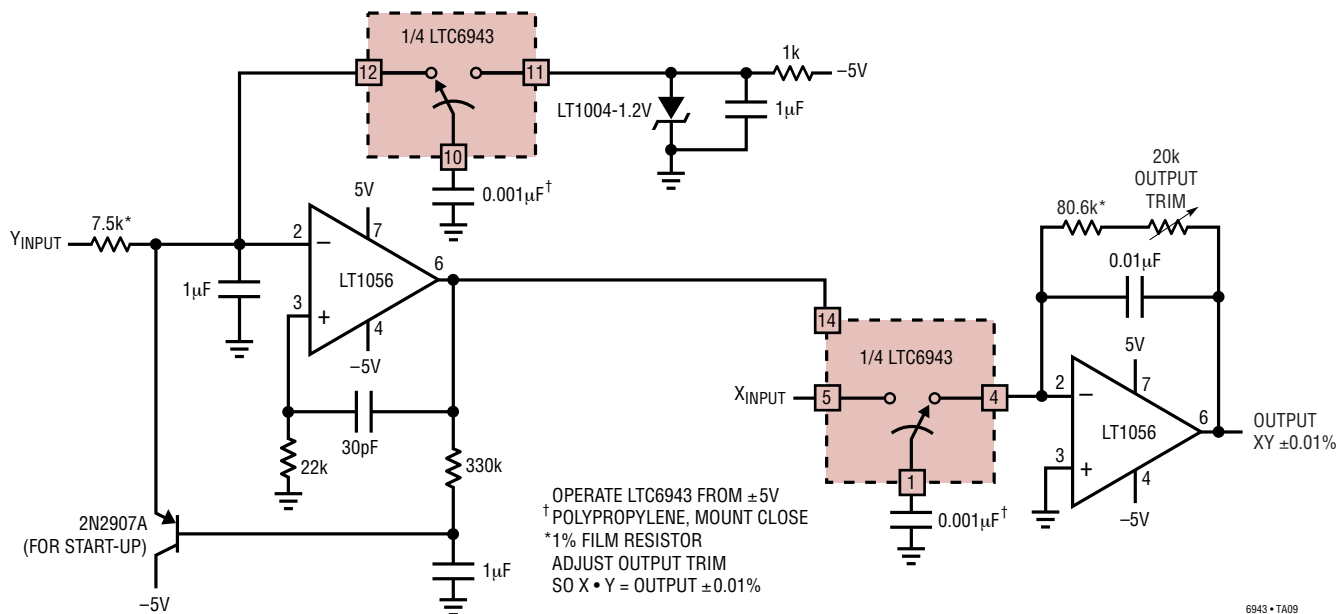 1/4 LTC6943
12
11
10
1k
–5V
LT1004-1.2V
1µF
0.001µF†
YINPUT
7.5k*
1µF
5V
2
–
7
LT1056
6
3
+
4
–5V
30pF
22k
330k
2N2907A
(FOR START-UP)
–5V
1µF
14
1/4 LTC6943
XINPUT
5
4
1
0.001µF†
20k
OUTPUT
TRIM
80.6k*
0.01µF
5V
2
–
7
LT1056
6
3
+
4
–5V
OUTPUT
XY ±0.01%
OPERATE LTC6943 FROM ±5V
†POLYPROPYLENE, MOUNT CLOSE
*1% FILM RESISTOR
ADJUST OUTPUT TRIM
SO X • Y = OUTPUT ±0.01%
6943 • TA09